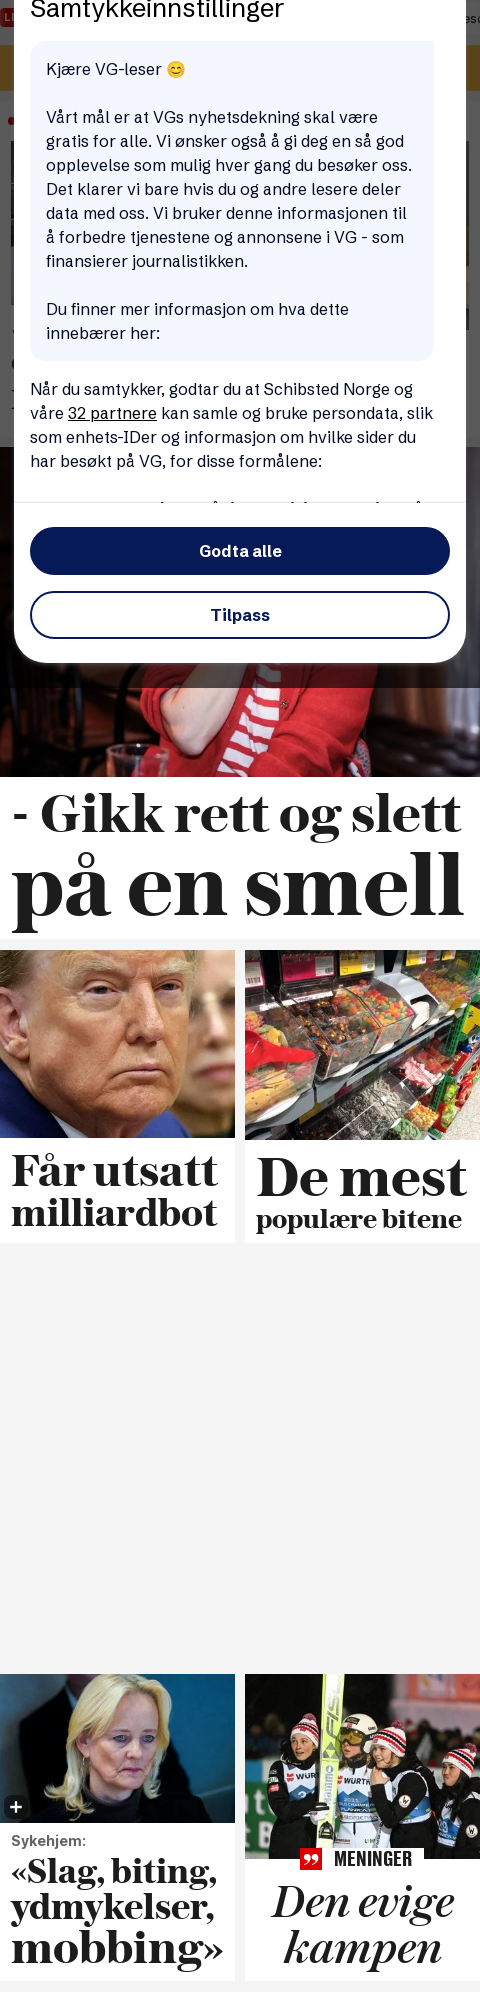 Samtykkeinnstillinger
Kjære VG-leser 😊
Vårt mål er at VGs nyhetsdekning skal være
gratis for alle. Vi ønsker også å gi deg en så god
opplevelse som mulig hver gang du besøker oss.
Det klarer vi bare hvis du og andre lesere deler
data med oss. Vi bruker denne informasjonen til
å forbedre tjenestene og annonsene i VG - som
finansierer journalistikken.
Du finner mer informasjon om hva dette
innebærer her:
Når du samtykker, godtar du at Schibsted Norge og
våre 32 partnere kan samle og bruke persondata, slik
som enhets-IDer og informasjon om hvilke sider du
har besøkt på VG, for disse formålene:
Godta alle
Tilpass
- Gikk rett og slett
på en smell
Får utsatt
milliardbot
De mest
populære bitene
Sykehjem:
«Slag, biting,
ydmykelser,
mobbing»
MENINGER
Den evige
kampen